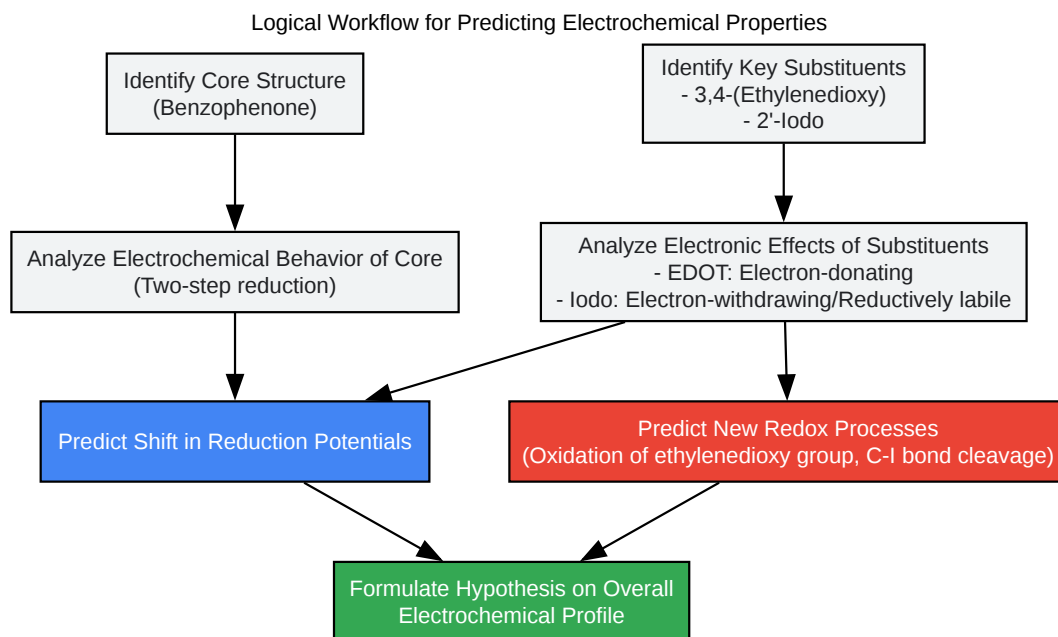 Logical Workflow for Predicting Electrochemical Properties
Identify Core Structure
(Benzophenone)
Identify Key Substituents
- 3,4-(Ethylenedioxy)
- 2'-Iodo
Analyze Electrochemical Behavior of Core
(Two-step reduction)
Analyze Electronic Effects of Substituents
- EDOT: Electron-donating
- Iodo: Electron-withdrawing/Reductively labile
Predict Shift in Reduction Potentials
Predict New Redox Processes
(Oxidation of ethylenedioxy group, C-I bond cleavage)
Formulate Hypothesis on Overall
Electrochemical Profile